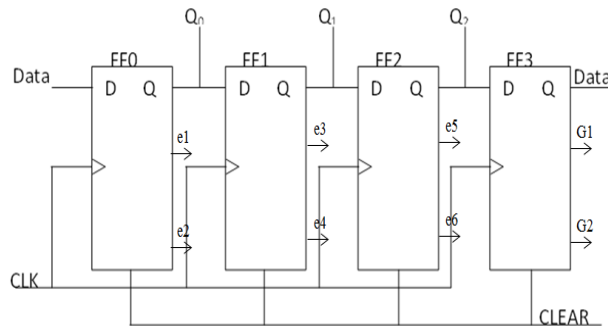 Q0 Q1 Q2
FF0 FF1 FF2 FF3
Data D Q D Q D Q D Q Data
e1 e3 e5 G1
e2 e4 e6 G2
CLK
CLEAR